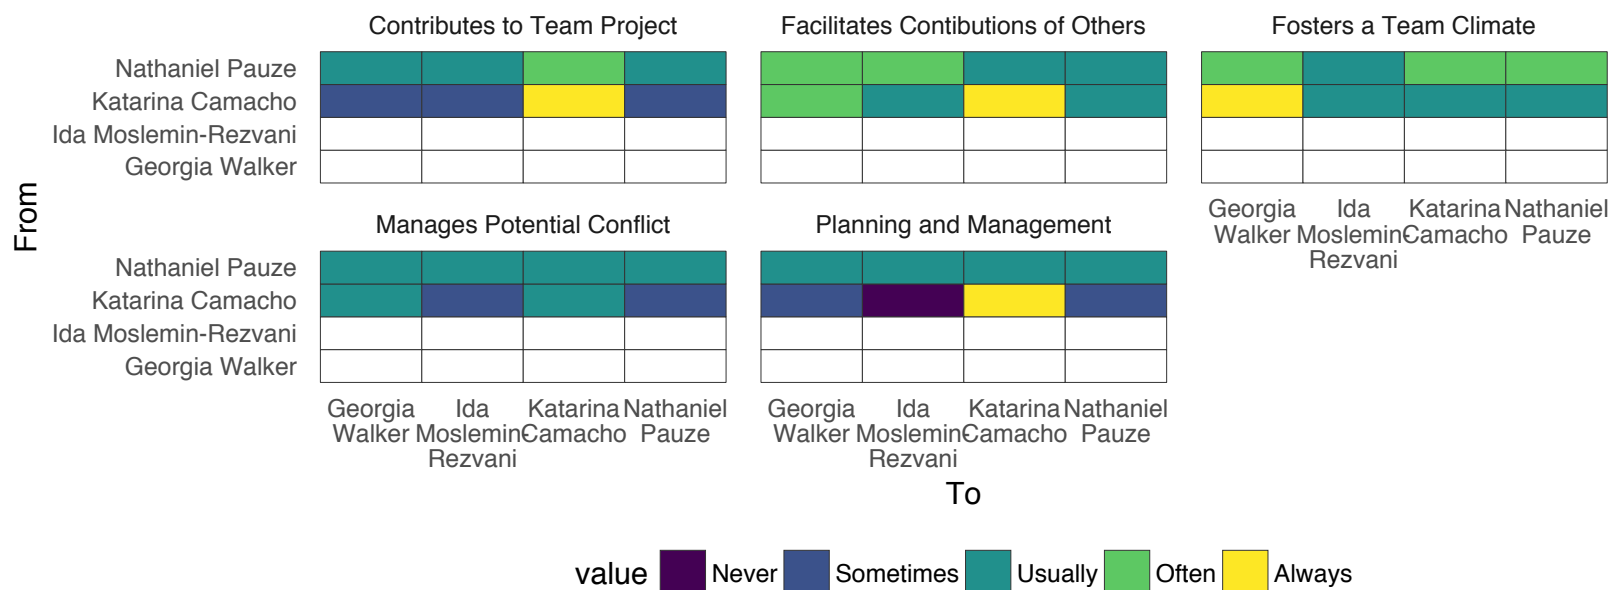 Contributes to Team Project
Facilitates Contibutions of Others
Fosters a Team Climate
Nathaniel Pauze
Katarina Camacho
Ida Moslemin-Rezvani
Georgia Walker
From
Georgia Walker
Ida Moslemin-Rezvani
Katarina Camacho
Nathaniel Pauze
Manages Potential Conflict
Planning and Management
Nathaniel Pauze
Katarina Camacho
Ida Moslemin-Rezvani
Georgia Walker
Georgia Walker
Ida Moslemin-Rezvani
Katarina Camacho
Nathaniel Pauze
Georgia Walker
Ida Moslemin-Rezvani
Katarina Camacho
Nathaniel Pauze
To
value Never Sometimes Usually Often Always